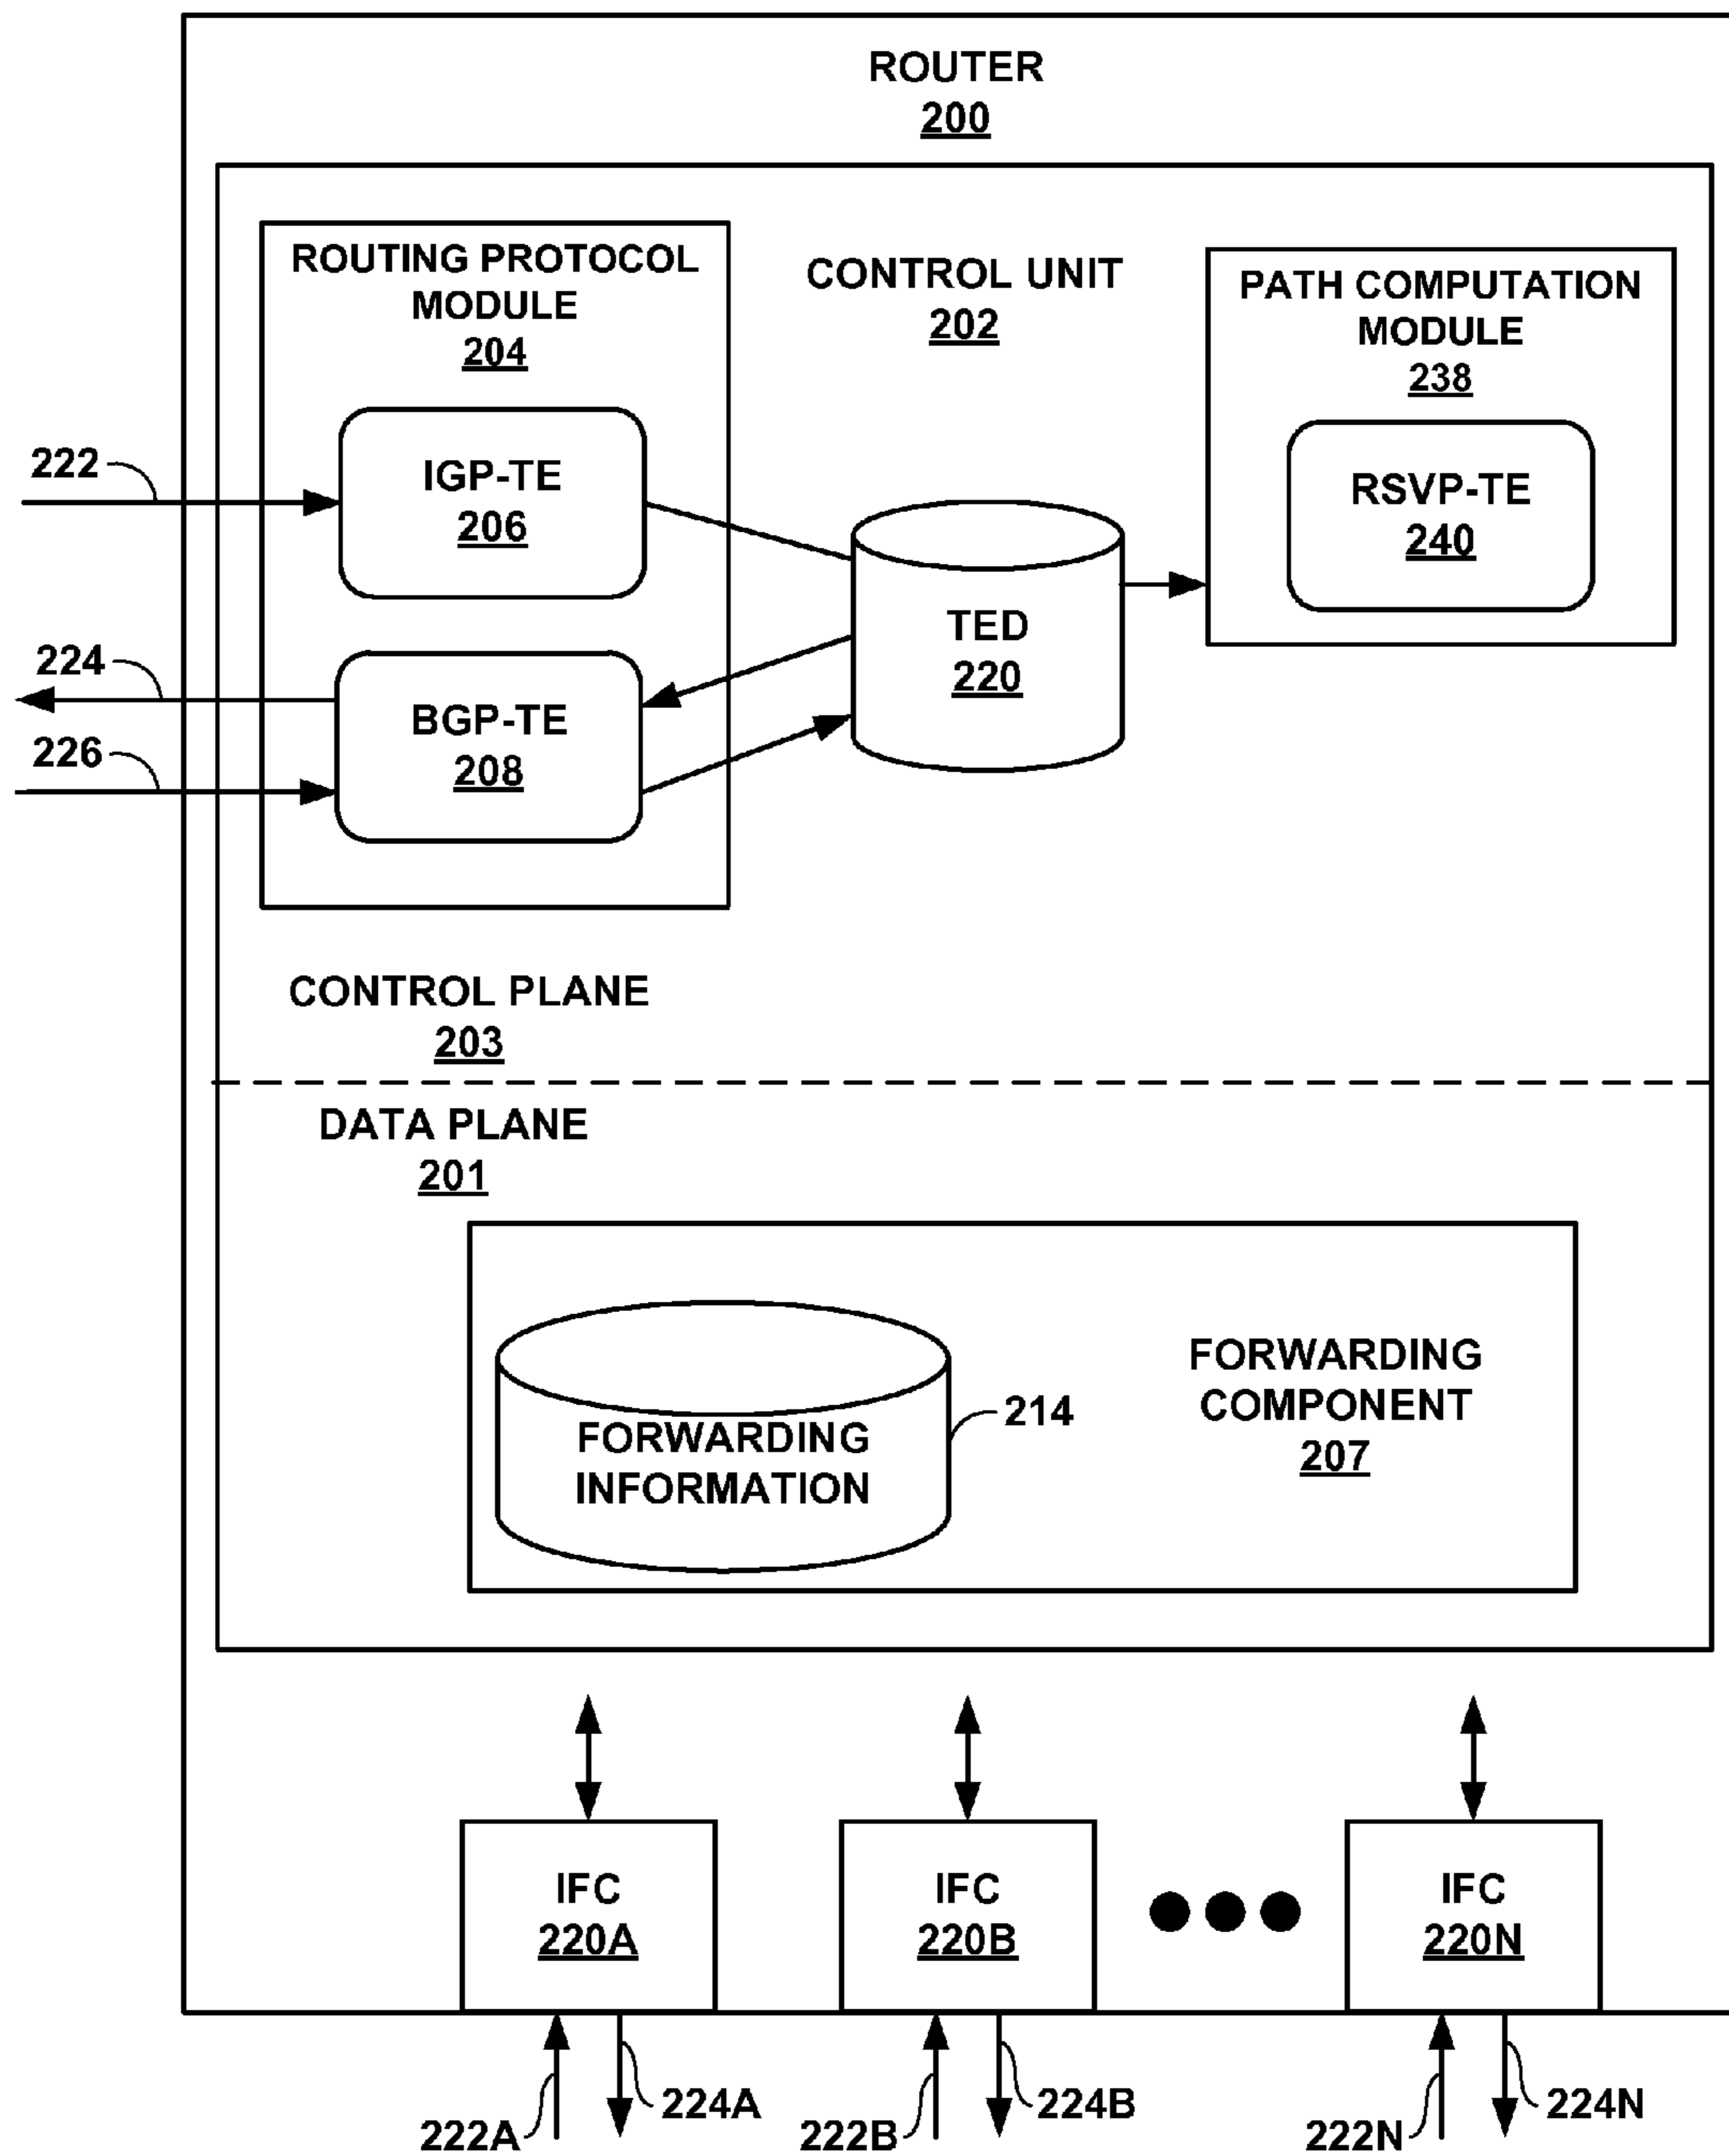 ROUTER
200
ROUTING PROTOCOL
MODULE
204
CONTROL UNIT
202
PATH COMPUTATION
MODULE
238
222
IGP-TE
206
RSVP-TE
240
TED
220
224
226
BGP-TE
208
CONTROL PLANE
203
DATA PLANE
201
FORWARDING
INFORMATION
214
FORWARDING
COMPONENT
207
IFC
220A
IFC
220B
IFC
220N
222A
224A
222B
224B
222N
224N